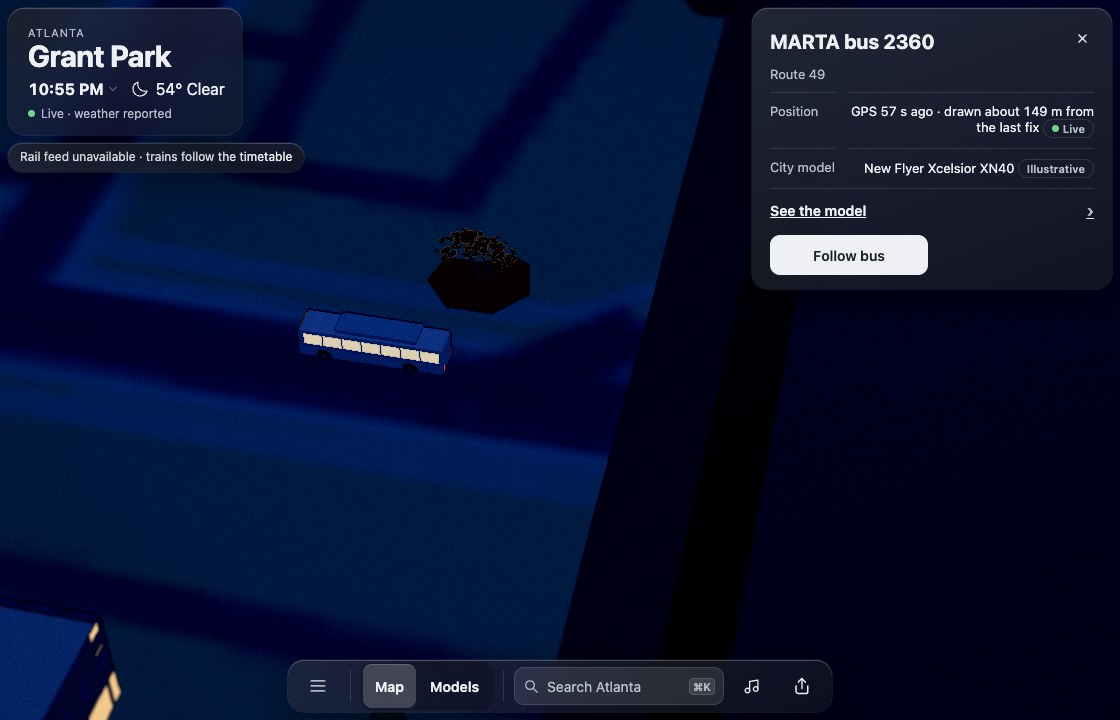 ATLANTA
Grant Park
10:55 PM 54° Clear
Live · weather reported
Rail feed unavailable · trains follow the timetable
MARTA bus 2360
Route 49
Position GPS 57 s ago · drawn about 149 m from
the last fix Live
City model New Flyer Xcelsior XN40 Illustrative
See the model
Follow bus
Map Models Search Atlanta ⌘K